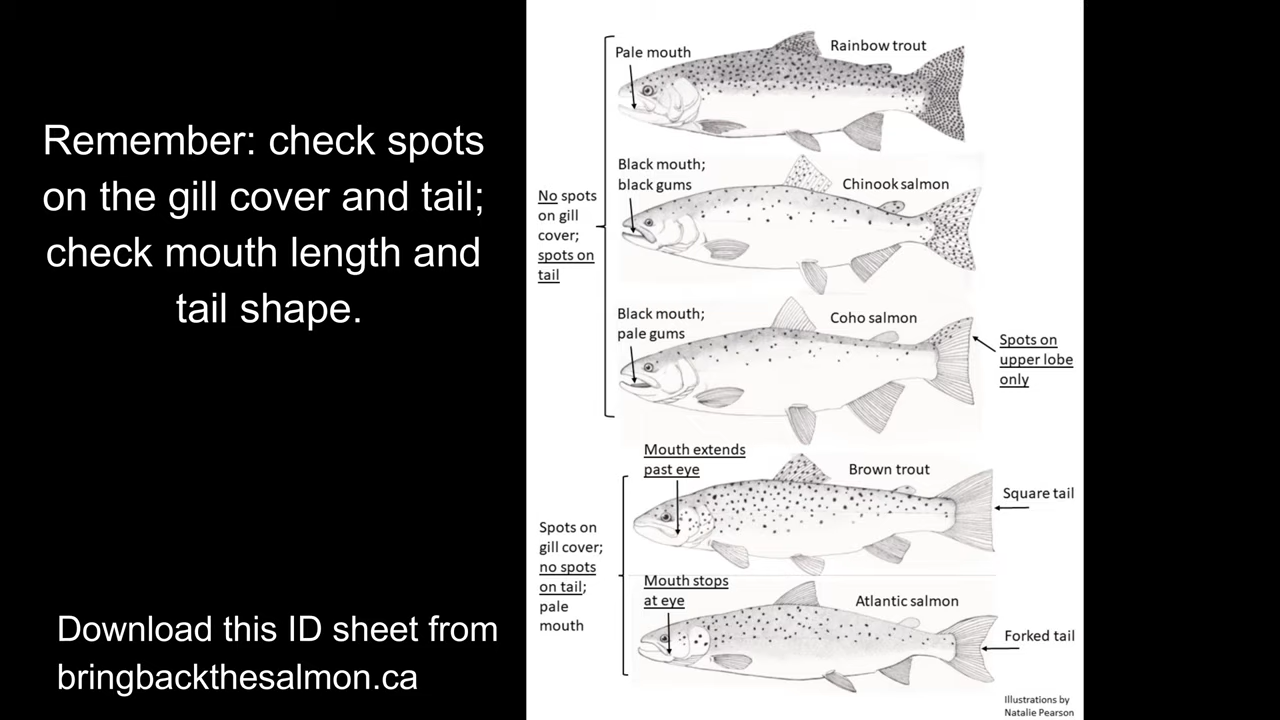 Remember: check spots
on the gill cover and tail;
check mouth length and
tail shape.
Download this ID sheet from
bringbackthesalmon.ca
No spots
on gill
cover;
spots on
tail
Pale mouth
Rainbow trout
Black mouth;
black gums
Chinook salmon
Black mouth;
pale gums
Coho salmon
Spots on
upper lobe
only
Spots on
gill cover;
no spots
on tail;
pale
mouth
Mouth extends
past eye
Brown trout
Square tail
Mouth stops
at eye
Atlantic salmon
Forked tail
Illustrations by
Natalie Pearson